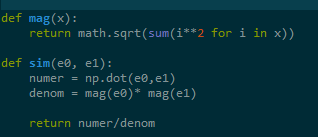 def mag(x):
    return math.sqrt(sum(i**2 for i in x))
def sim(e0, e1):
    numer = np.dot(e0,e1)
    denom = mag(e0)* mag(e1)
    return numer/denom